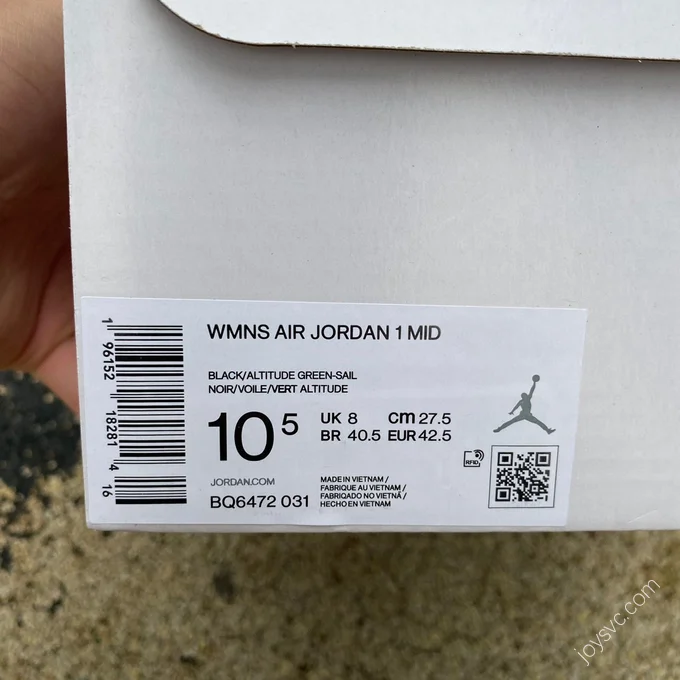 WMNS AIR JORDAN 1 MID
BLACK/ALTITUDE GREEN-SAIL
NOIR/VOILE/VERT ALTITUDE
10 5
UK 8 cm 27.5
BR 40.5 EUR 42.5
JORDAN.COM
BQ6472 031
MADE IN VIETNAM /
FABRIQUE AU VIETNAM /
FABRIQADO NO VIETNÃ /
HECHO EN VIETNAM
RFID
1 96152 18281 4 16
joysvc.com